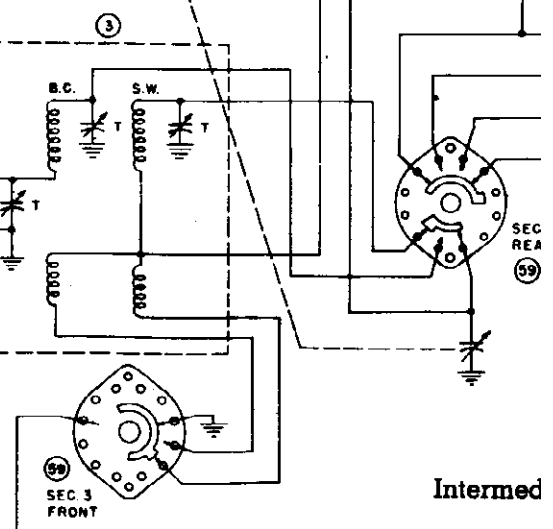 3
B.C.
S.W.
T
T
T
SEC
REA
59
59
SEC. 3
FRONT
Intermed